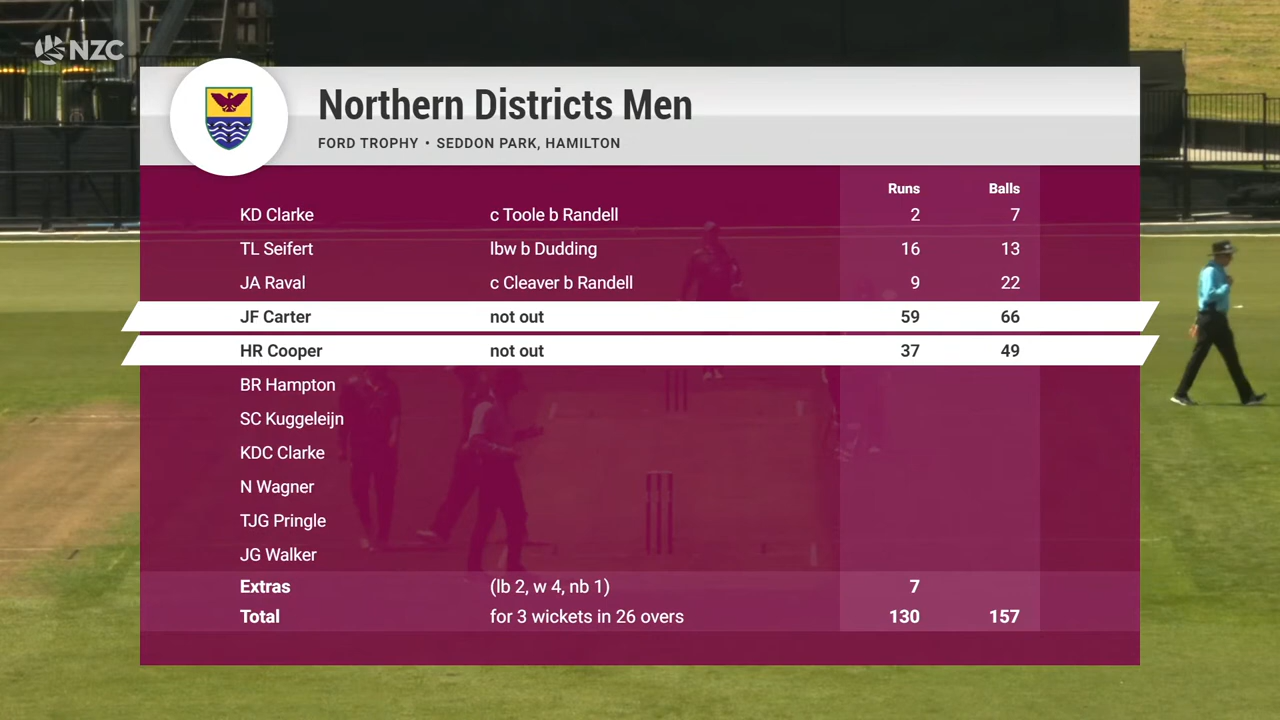 NZC
Northern Districts Men
FORD TROPHY • SEDDON PARK, HAMILTON
Runs Balls
KD Clarke c Toole b Randell 2 7
TL Seifert lbw b Dudding 16 13
JA Raval c Cleaver b Randell 9 22
JF Carter not out 59 66
HR Cooper not out 37 49
BR Hampton
SC Kuggeleijn
KDC Clarke
N Wagner
TJG Pringle
JG Walker
Extras (lb 2, w 4, nb 1) 7
Total for 3 wickets in 26 overs 130 157